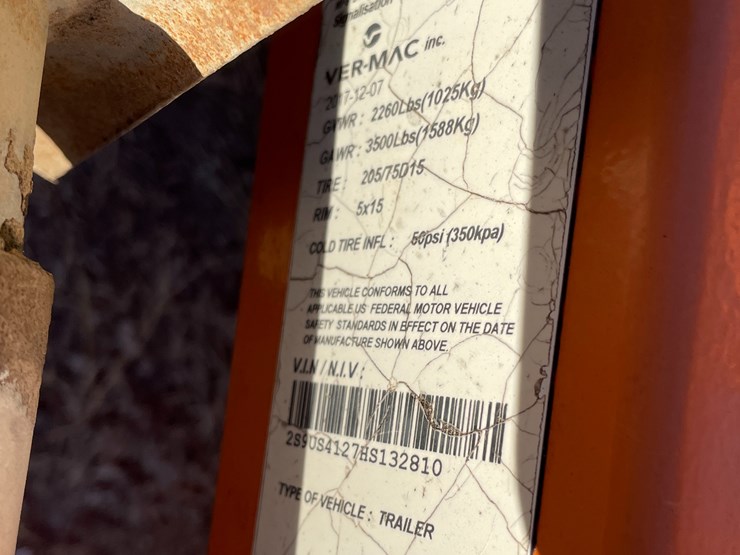 Signalisation
VER-MAC inc.
2017-12-07
GVWR: 2260Lbs(1025Kg)
GAWR: 3500Lbs(1588Kg)
TIRE: 205/75D15
RIM: 5x15
COLD TIRE INFL: 50psi (350kpa)
THIS VEHICLE CONFORMS TO ALL
APPLICABLE US FEDERAL MOTOR VEHICLE
SAFETY STANDARDS IN EFFECT ON THE DATE
OF MANUFACTURE SHOWN ABOVE.
V.I.N / N.I.V:
2S9US4127HS132810
TYPE OF VEHICLE: TRAILER